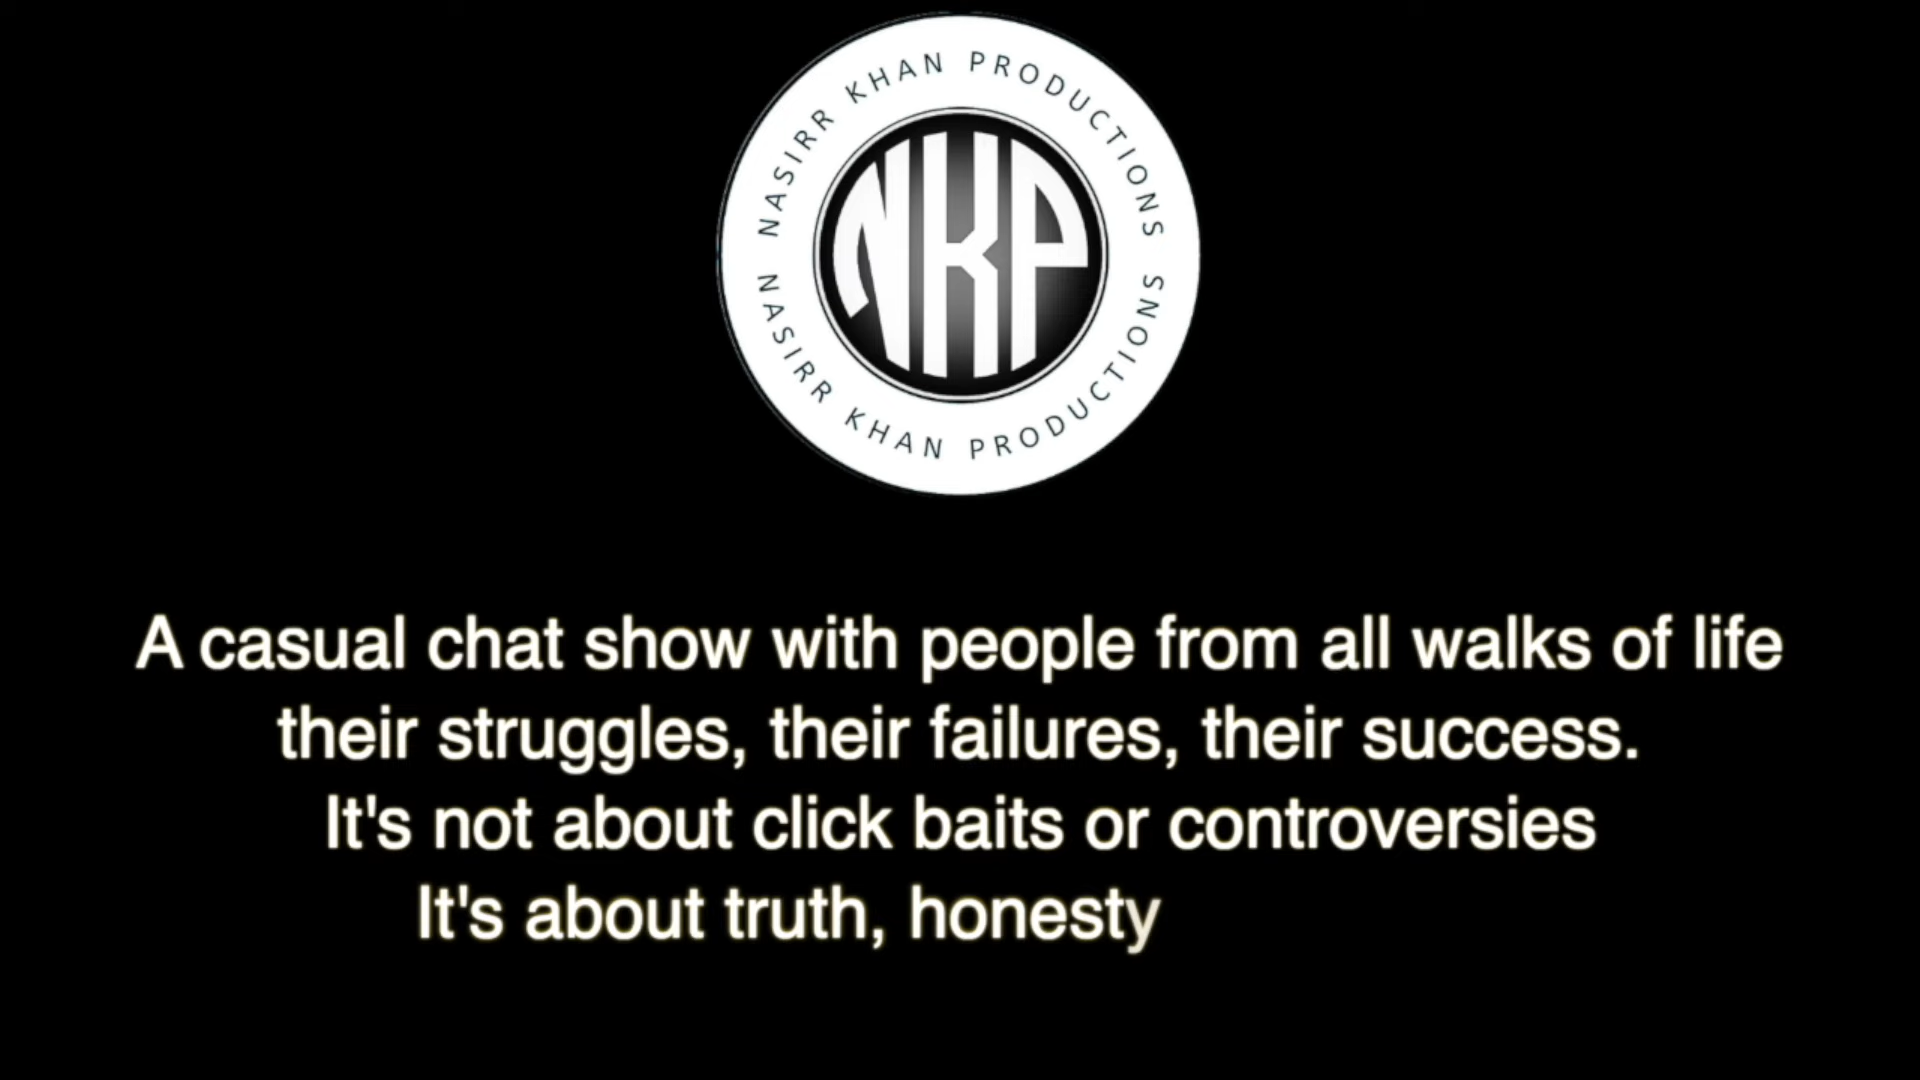 NASIRR KHAN PRODUCTIONS
NKP
NASIRR KHAN PRODUCTIONS
A casual chat show with people from all walks of life
their struggles, their failures, their success.
It's not about click baits or controversies
It's about truth, honesty